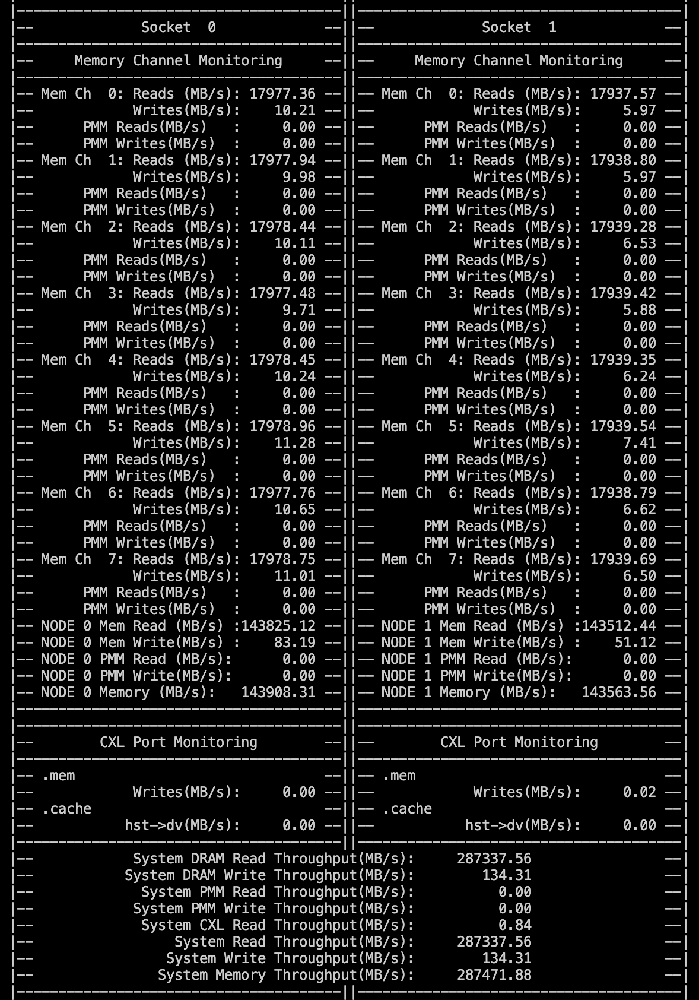 |---------------------------------------||---------------------------------------|
|--             Socket  0             --||--             Socket  1             --|
|---------------------------------------||---------------------------------------|
|--     Memory Channel Monitoring     --||--     Memory Channel Monitoring     --|
|---------------------------------------||---------------------------------------|
|-- Mem Ch  0: Reads (MB/s): 17977.36 --||-- Mem Ch  0: Reads (MB/s): 17937.57 --|
|--            Writes(MB/s):    10.21 --||--            Writes(MB/s):     5.97 --|
|--      PMM Reads(MB/s)   :     0.00 --||--      PMM Reads(MB/s)   :     0.00 --|
|--      PMM Writes(MB/s)  :     0.00 --||--      PMM Writes(MB/s)  :     0.00 --|
|-- Mem Ch  1: Reads (MB/s): 17977.94 --||-- Mem Ch  1: Reads (MB/s): 17938.80 --|
|--            Writes(MB/s):     9.98 --||--            Writes(MB/s):     5.97 --|
|--      PMM Reads(MB/s)   :     0.00 --||--      PMM Reads(MB/s)   :     0.00 --|
|--      PMM Writes(MB/s)  :     0.00 --||--      PMM Writes(MB/s)  :     0.00 --|
|-- Mem Ch  2: Reads (MB/s): 17978.44 --||-- Mem Ch  2: Reads (MB/s): 17939.28 --|
|--            Writes(MB/s):    10.11 --||--            Writes(MB/s):     6.53 --|
|--      PMM Reads(MB/s)   :     0.00 --||--      PMM Reads(MB/s)   :     0.00 --|
|--      PMM Writes(MB/s)  :     0.00 --||--      PMM Writes(MB/s)  :     0.00 --|
|-- Mem Ch  3: Reads (MB/s): 17977.48 --||-- Mem Ch  3: Reads (MB/s): 17939.42 --|
|--            Writes(MB/s):     9.71 --||--            Writes(MB/s):     5.88 --|
|--      PMM Reads(MB/s)   :     0.00 --||--      PMM Reads(MB/s)   :     0.00 --|
|--      PMM Writes(MB/s)  :     0.00 --||--      PMM Writes(MB/s)  :     0.00 --|
|-- Mem Ch  4: Reads (MB/s): 17978.45 --||-- Mem Ch  4: Reads (MB/s): 17939.35 --|
|--            Writes(MB/s):    10.24 --||--            Writes(MB/s):     6.24 --|
|--      PMM Reads(MB/s)   :     0.00 --||--      PMM Reads(MB/s)   :     0.00 --|
|--      PMM Writes(MB/s)  :     0.00 --||--      PMM Writes(MB/s)  :     0.00 --|
|-- Mem Ch  5: Reads (MB/s): 17978.96 --||-- Mem Ch  5: Reads (MB/s): 17939.54 --|
|--            Writes(MB/s):    11.28 --||--            Writes(MB/s):     7.41 --|
|--      PMM Reads(MB/s)   :     0.00 --||--      PMM Reads(MB/s)   :     0.00 --|
|--      PMM Writes(MB/s)  :     0.00 --||--      PMM Writes(MB/s)  :     0.00 --|
|-- Mem Ch  6: Reads (MB/s): 17977.76 --||-- Mem Ch  6: Reads (MB/s): 17938.79 --|
|--            Writes(MB/s):    10.65 --||--            Writes(MB/s):     6.62 --|
|--      PMM Reads(MB/s)   :     0.00 --||--      PMM Reads(MB/s)   :     0.00 --|
|--      PMM Writes(MB/s)  :     0.00 --||--      PMM Writes(MB/s)  :     0.00 --|
|-- Mem Ch  7: Reads (MB/s): 17978.75 --||-- Mem Ch  7: Reads (MB/s): 17939.69 --|
|--            Writes(MB/s):    11.01 --||--            Writes(MB/s):     6.50 --|
|--      PMM Reads(MB/s)   :     0.00 --||--      PMM Reads(MB/s)   :     0.00 --|
|--      PMM Writes(MB/s)  :     0.00 --||--      PMM Writes(MB/s)  :     0.00 --|
|-- NODE 0 Mem Read (MB/s) :143825.12 --||-- NODE 1 Mem Read (MB/s) :143512.44 --|
|-- NODE 0 Mem Write(MB/s) :    83.19 --||-- NODE 1 Mem Write(MB/s) :    51.12 --|
|-- NODE 0 PMM Read (MB/s):      0.00 --||-- NODE 1 PMM Read (MB/s):      0.00 --|
|-- NODE 0 PMM Write(MB/s):      0.00 --||-- NODE 1 PMM Write(MB/s):      0.00 --|
|-- NODE 0 Memory (MB/s):   143908.31 --||-- NODE 1 Memory (MB/s):   143563.56 --|
|---------------------------------------||---------------------------------------|
|---------------------------------------||---------------------------------------|
|--        CXL Port Monitoring        --||--        CXL Port Monitoring        --|
|---------------------------------------||---------------------------------------|
|-- .mem                              --||-- .mem                              --|
|--            Writes(MB/s):     0.00 --||--            Writes(MB/s):     0.02 --|
|-- .cache                            --||-- .cache                            --|
|--           hst->dv(MB/s):     0.00 --||--           hst->dv(MB/s):     0.00 --|
|---------------------------------------||---------------------------------------|
|--            System DRAM Read Throughput(MB/s):     287337.56                --|
|--           System DRAM Write Throughput(MB/s):        134.31                --|
|--             System PMM Read Throughput(MB/s):          0.00                --|
|--            System PMM Write Throughput(MB/s):          0.00                --|
|--             System CXL Read Throughput(MB/s):          0.84                --|
|--                 System Read Throughput(MB/s):     287337.56                --|
|--                System Write Throughput(MB/s):        134.31                --|
|--               System Memory Throughput(MB/s):     287471.88                --|
|---------------------------------------||---------------------------------------|